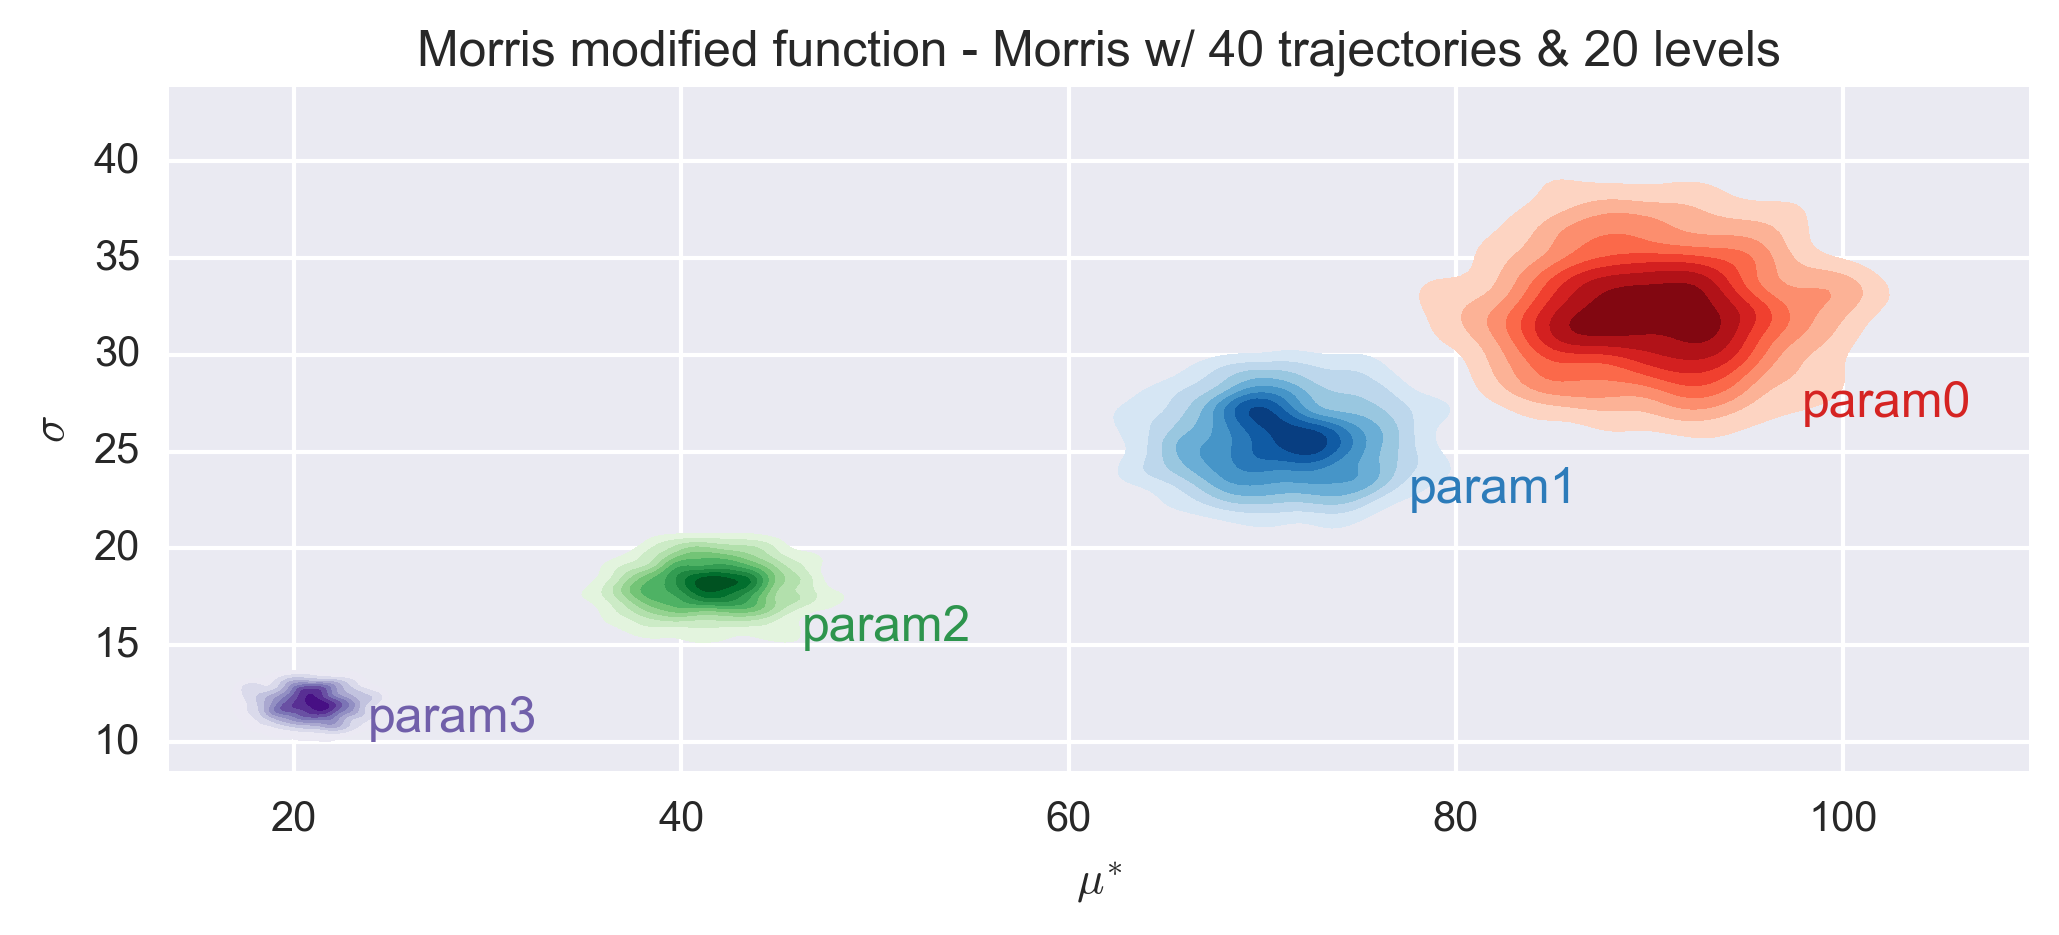 Morris modified function - Morris w/ 40 trajectories & 20 levels
40
35
30
25
20
15
10
σ
param0
param1
param2
param3
20 40 60 80 100
μ*